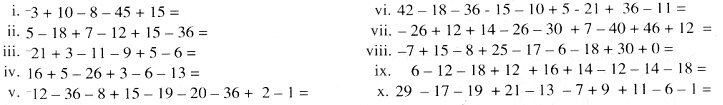 i. ⁻3 + 10 – 8 – 45 + 15 =
ii. 5 – 18 + 7 – 12 + 15 – 36 =
iii. ⁻21 + 3 – 11 – 9 + 5 – 6 =
iv. 16 + 5 – 26 + 3 – 6 – 13 =
v. ⁻12 – 36 – 8 + 15 – 19 – 20 – 36 + 2 – 1 =
vi. 42 – 18 – 36 - 15 – 10 + 5 - 21 + 36 – 11 =
vii. – 26 + 12 + 14 – 26 – 30 + 7 – 40 + 46 + 12 =
viii. –7 + 15 – 8 + 25 – 17 – 6 – 18 + 30 + 0 =
ix. 6 – 12 – 18 + 12 + 16 + 14 – 12 – 14 – 18 =
x. 29 – 17 – 19 + 21 – 13 – 7 + 9 + 11 – 6 – 1 =